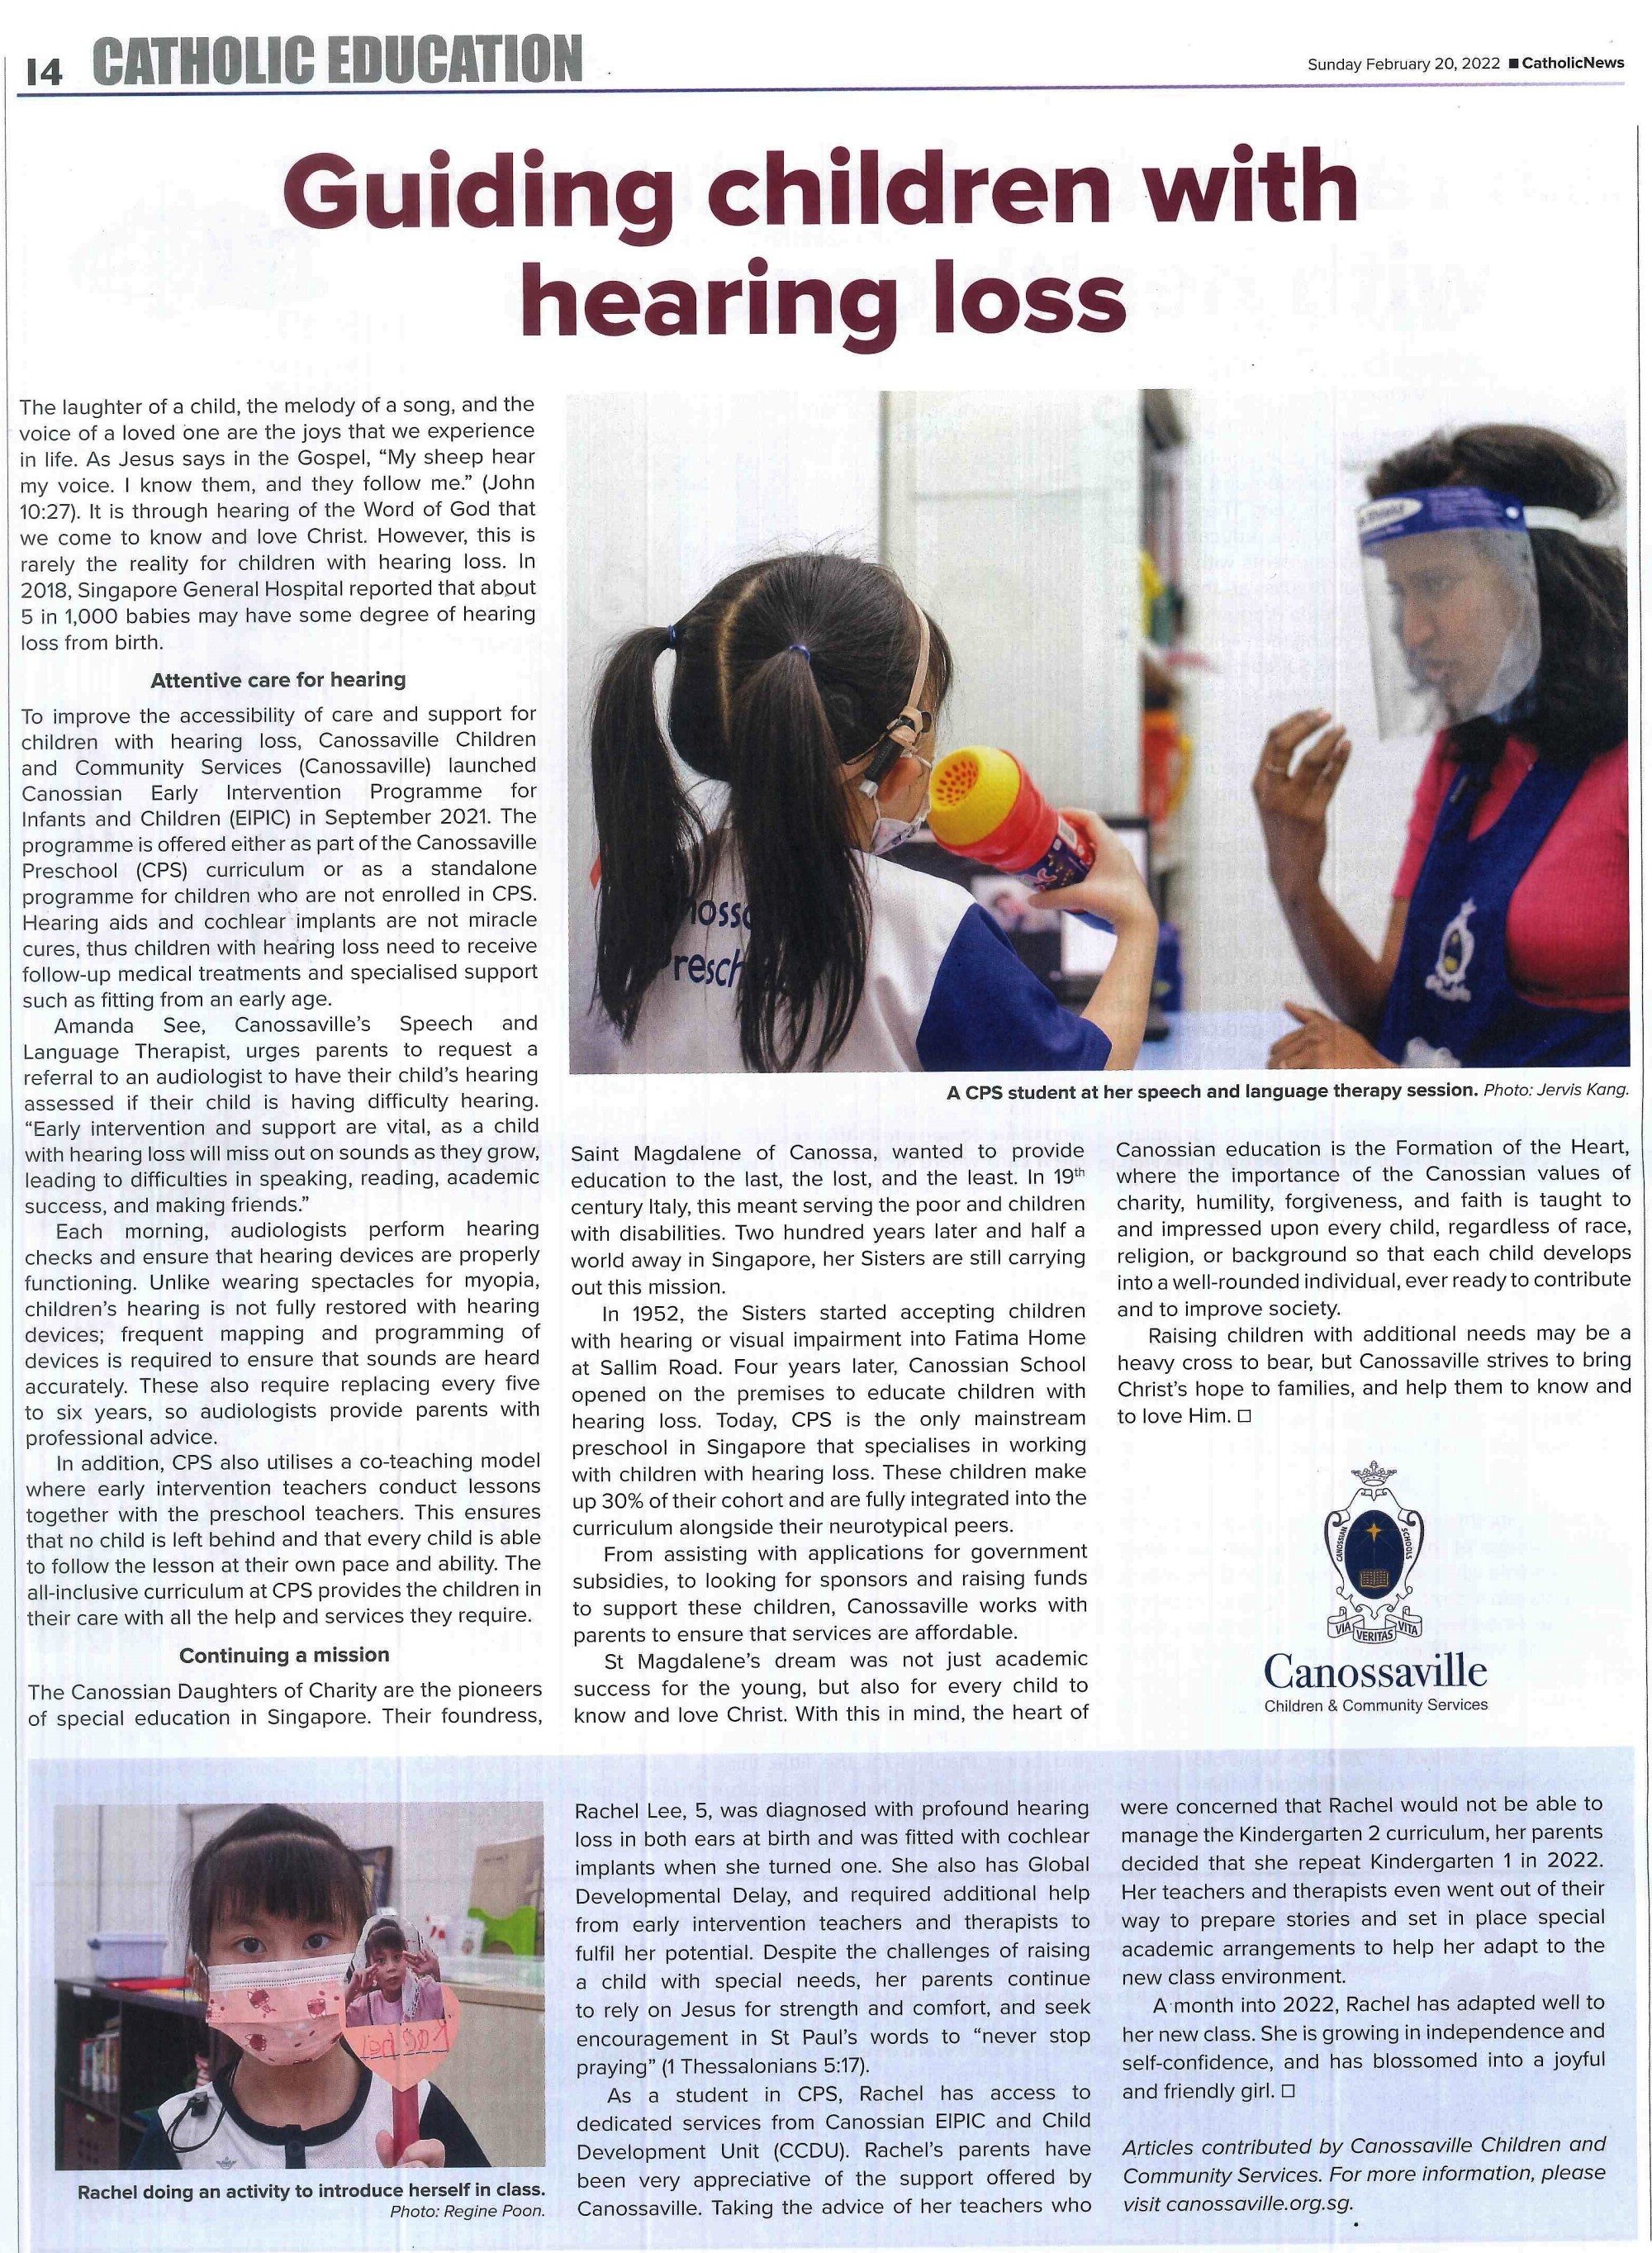 14 CATHOLIC EDUCATION
Sunday February 20, 2022 ■ CatholicNews
Guiding children with
hearing loss
The laughter of a child, the melody of a song, and the
voice of a loved one are the joys that we experience
in life. As Jesus says in the Gospel, “My sheep hear
my voice. I know them, and they follow me.” (John
10:27). It is through hearing of the Word of God that
we come to know and love Christ. However, this is
rarely the reality for children with hearing loss. In
2018, Singapore General Hospital reported that about
5 in 1,000 babies may have some degree of hearing
loss from birth.
Attentive care for hearing
To improve the accessibility of care and support for
children with hearing loss, Canossaville Children
and Community Services (Canossaville) launched
Canossian Early Intervention Programme for
Infants and Children (EIPIC) in September 2021. The
programme is offered either as part of the Canossaville
Preschool (CPS) curriculum or as a standalone
programme for children who are not enrolled in CPS.
Hearing aids and cochlear implants are not miracle
cures, thus children with hearing loss need to receive
follow-up medical treatments and specialised support
such as fitting from an early age.
Amanda See, Canossaville’s Speech and
Language Therapist, urges parents to request a
referral to an audiologist to have their child’s hearing
assessed if their child is having difficulty hearing.
“Early intervention and support are vital, as a child
with hearing loss will miss out on sounds as they grow,
leading to difficulties in speaking, reading, academic
success, and making friends.”
Each morning, audiologists perform hearing
checks and ensure that hearing devices are properly
functioning. Unlike wearing spectacles for myopia,
children’s hearing is not fully restored with hearing
devices; frequent mapping and programming of
devices is required to ensure that sounds are heard
accurately. These also require replacing every five
to six years, so audiologists provide parents with
professional advice.
In addition, CPS also utilises a co-teaching model
where early intervention teachers conduct lessons
together with the preschool teachers. This ensures
that no child is left behind and that every child is able
to follow the lesson at their own pace and ability. The
all-inclusive curriculum at CPS provides the children in
their care with all the help and services they require.
Continuing a mission
The Canossian Daughters of Charity are the pioneers
of special education in Singapore. Their foundress,
nossa
resch
A CPS student at her speech and language therapy session. Photo: Jervis Kang.
Saint Magdalene of Canossa, wanted to provide
education to the last, the lost, and the least. In 19th
century Italy, this meant serving the poor and children
with disabilities. Two hundred years later and half a
world away in Singapore, her Sisters are still carrying
out this mission.
In 1952, the Sisters started accepting children
with hearing or visual impairment into Fatima Home
at Sallim Road. Four years later, Canossian School
opened on the premises to educate children with
hearing loss. Today, CPS is the only mainstream
preschool in Singapore that specialises in working
with children with hearing loss. These children make
up 30% of their cohort and are fully integrated into the
curriculum alongside their neurotypical peers.
From assisting with applications for government
subsidies, to looking for sponsors and raising funds
to support these children, Canossaville works with
parents to ensure that services are affordable.
St Magdalene’s dream was not just academic
success for the young, but also for every child to
know and love Christ. With this in mind, the heart of
Canossian education is the Formation of the Heart,
where the importance of the Canossian values of
charity, humility, forgiveness, and faith is taught to
and impressed upon every child, regardless of race,
religion, or background so that each child develops
into a well-rounded individual, ever ready to contribute
and to improve society.
Raising children with additional needs may be a
heavy cross to bear, but Canossaville strives to bring
Christ’s hope to families, and help them to know and
to love Him. □
CANOSSIAN SCHOOLS
VIA VERITAS VITA
Canossaville
Children & Community Services
Rachel doing an activity to introduce herself in class.
Photo: Regine Poon.
Rachel Lee, 5, was diagnosed with profound hearing
loss in both ears at birth and was fitted with cochlear
implants when she turned one. She also has Global
Developmental Delay, and required additional help
from early intervention teachers and therapists to
fulfil her potential. Despite the challenges of raising
a child with special needs, her parents continue
to rely on Jesus for strength and comfort, and seek
encouragement in St Paul’s words to “never stop
praying” (1 Thessalonians 5:17).
As a student in CPS, Rachel has access to
dedicated services from Canossian EIPIC and Child
Development Unit (CCDU). Rachel’s parents have
been very appreciative of the support offered by
Canossaville. Taking the advice of her teachers who
were concerned that Rachel would not be able to
manage the Kindergarten 2 curriculum, her parents
decided that she repeat Kindergarten 1 in 2022.
Her teachers and therapists even went out of their
way to prepare stories and set in place special
academic arrangements to help her adapt to the
new class environment.
A month into 2022, Rachel has adapted well to
her new class. She is growing in independence and
self-confidence, and has blossomed into a joyful
and friendly girl. □
Articles contributed by Canossaville Children and
Community Services. For more information, please
visit canossaville.org.sg.